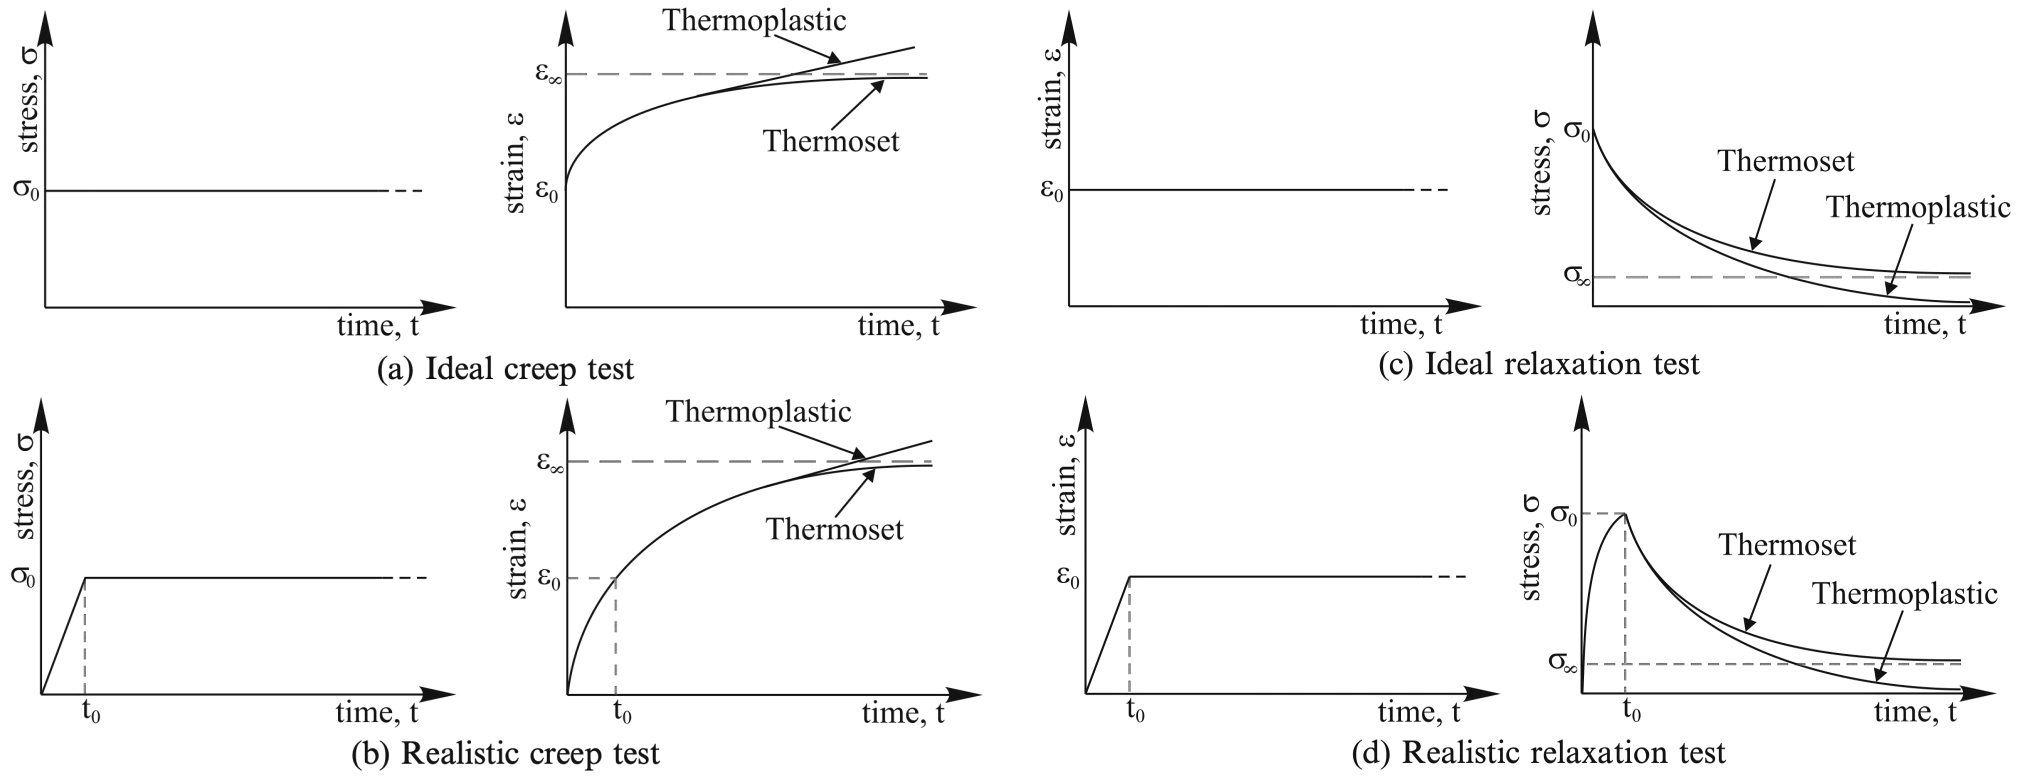 stress, σ
σ₀
time, t
Thermoplastic
ε∞
Thermoset
strain, ε
ε₀
time, t
(a) Ideal creep test
strain, ε
ε₀
time, t
stress, σ
σ₀
Thermoset
Thermoplastic
σ∞
time, t
(c) Ideal relaxation test
stress, σ
σ₀
t₀
time, t
Thermoplastic
ε∞
Thermoset
strain, ε
ε₀
t₀
time, t
(b) Realistic creep test
strain, ε
ε₀
t₀
time, t
stress, σ
σ₀
Thermoset
Thermoplastic
σ∞
t₀
time, t
(d) Realistic relaxation test